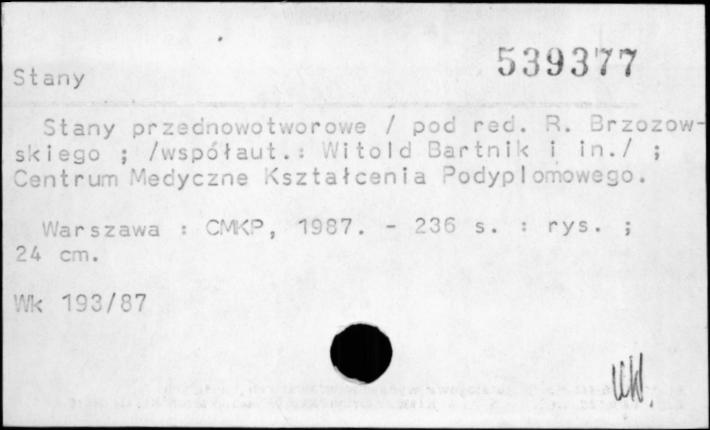 539377
Stany
Stany przednowotworowe / pod red. R. Brzozow-
skiego ; /współaut.: Witold Bartnik i in./ ;
Centrum Medyczne Kształcenia Podyplomowego.
Warszawa : CMKP, 1987. - 236 s. : rys. ;
24 cm.
Wk 193/87